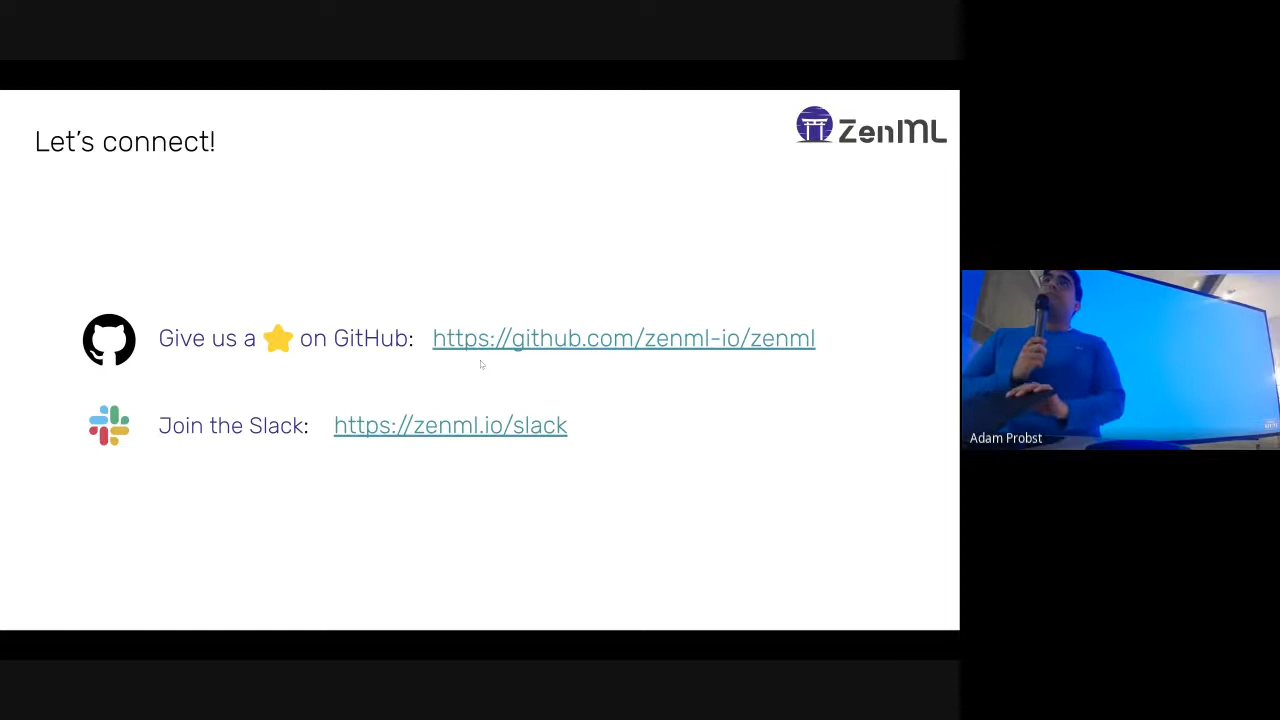 Let's connect!
ZenML
Give us a ⭐ on GitHub: https://github.com/zenml-io/zenml
Join the Slack: https://zenml.io/slack
Adam Probst